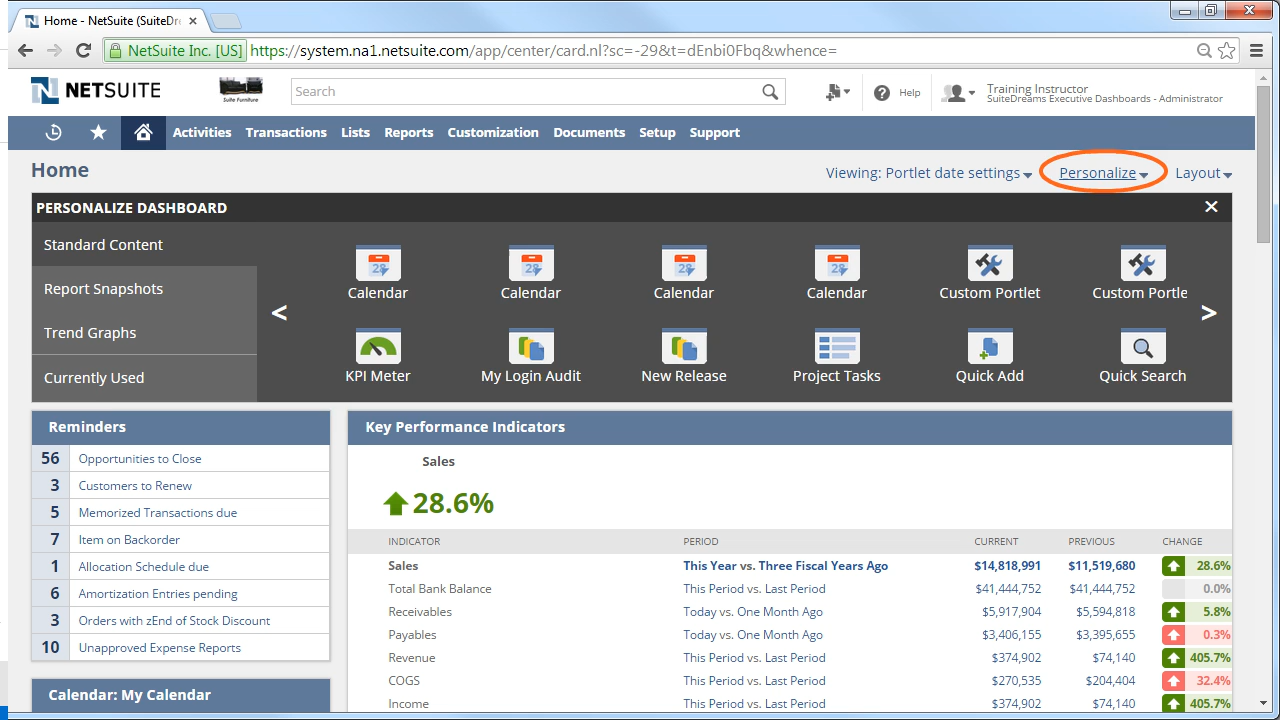 Home - NetSuite (SuiteDre
NetSuite Inc. [US] https://system.na1.netsuite.com/app/center/card.nl?sc=-29&t=dEnbi0Fbq&whence=
NETSUITE
Suite Furniture
Search
Help
Training Instructor
SuiteDreams Executive Dashboards - Administrator
Activities Transactions Lists Reports Customization Documents Setup Support
Home
Viewing: Portlet date settings Personalize Layout
PERSONALIZE DASHBOARD
Standard Content
Report Snapshots
Trend Graphs
Currently Used
28 28 28 28
Calendar Calendar Calendar Calendar Custom Portlet Custom Portle
KPI Meter My Login Audit New Release Project Tasks Quick Add Quick Search
Reminders
56 Opportunities to Close
3 Customers to Renew
5 Memorized Transactions due
7 Item on Backorder
1 Allocation Schedule due
6 Amortization Entries pending
3 Orders with zEnd of Stock Discount
10 Unapproved Expense Reports
Calendar: My Calendar
Key Performance Indicators
Sales
28.6%
INDICATOR PERIOD CURRENT PREVIOUS CHANGE
Sales This Year vs. Three Fiscal Years Ago $14,818,991 $11,519,680 28.6%
Total Bank Balance This Period vs. Last Period $41,444,752 $41,444,752 0.0%
Receivables Today vs. One Month Ago $5,917,904 $5,594,818 5.8%
Payables Today vs. One Month Ago $3,406,155 $3,395,655 0.3%
Revenue This Period vs. Last Period $374,902 $74,140 405.7%
COGS This Period vs. Last Period $270,535 $204,404 32.4%
Income This Period vs. Last Period $374,902 $74,140 405.7%